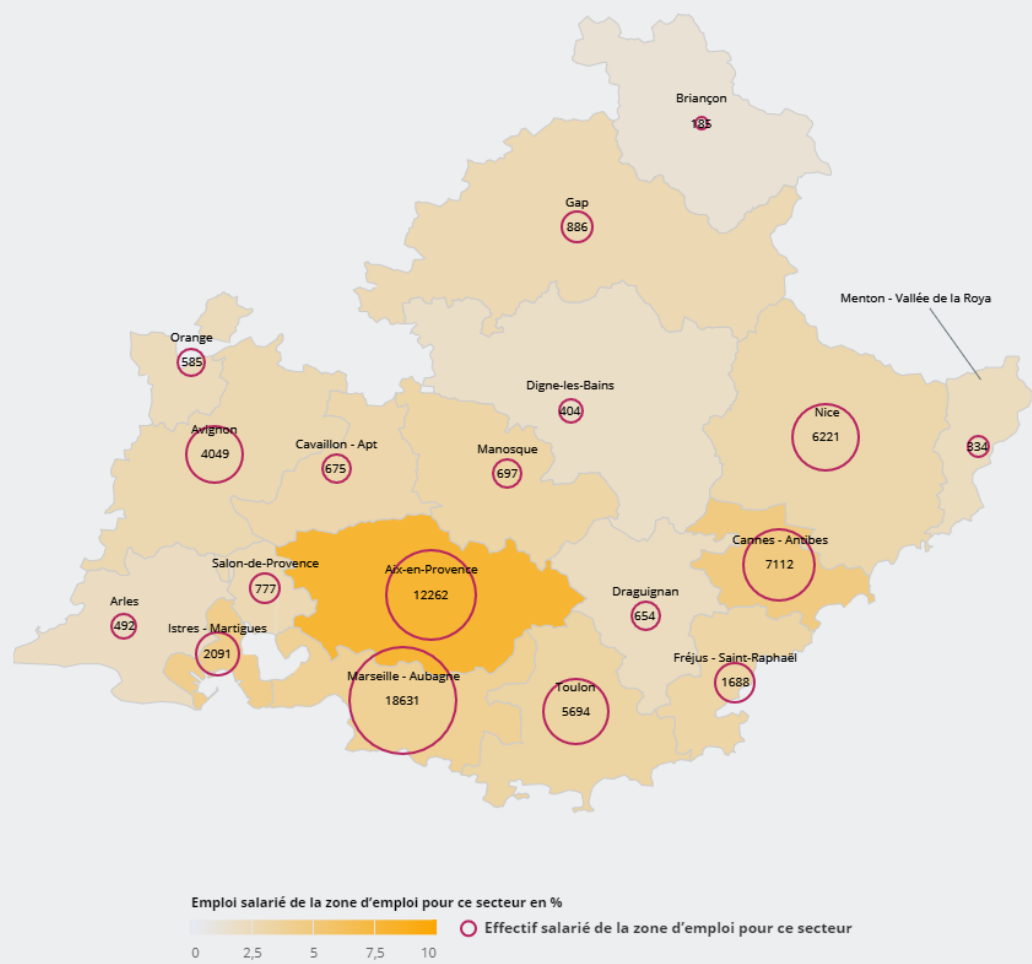 Briançon
185
Gap
886
Menton - Vallée de la Roya
Orange
585
Digne-les-Bains
404
Nice
6221
Avignon
4049
Cavaillon - Apt
675
Manosque
697
334
Cannes - Antibes
7112
Salon-de-Provence
777
Aix-en-Provence
12262
Draguignan
654
Arles
492
Istres - Martigues
2091
Fréjus - Saint-Raphaël
1688
Marseille - Aubagne
18631
Toulon
5694
Emploi salarié de la zone d’emploi pour ce secteur en %
Effectif salarié de la zone d’emploi pour ce secteur
0 2,5 5 7,5 10